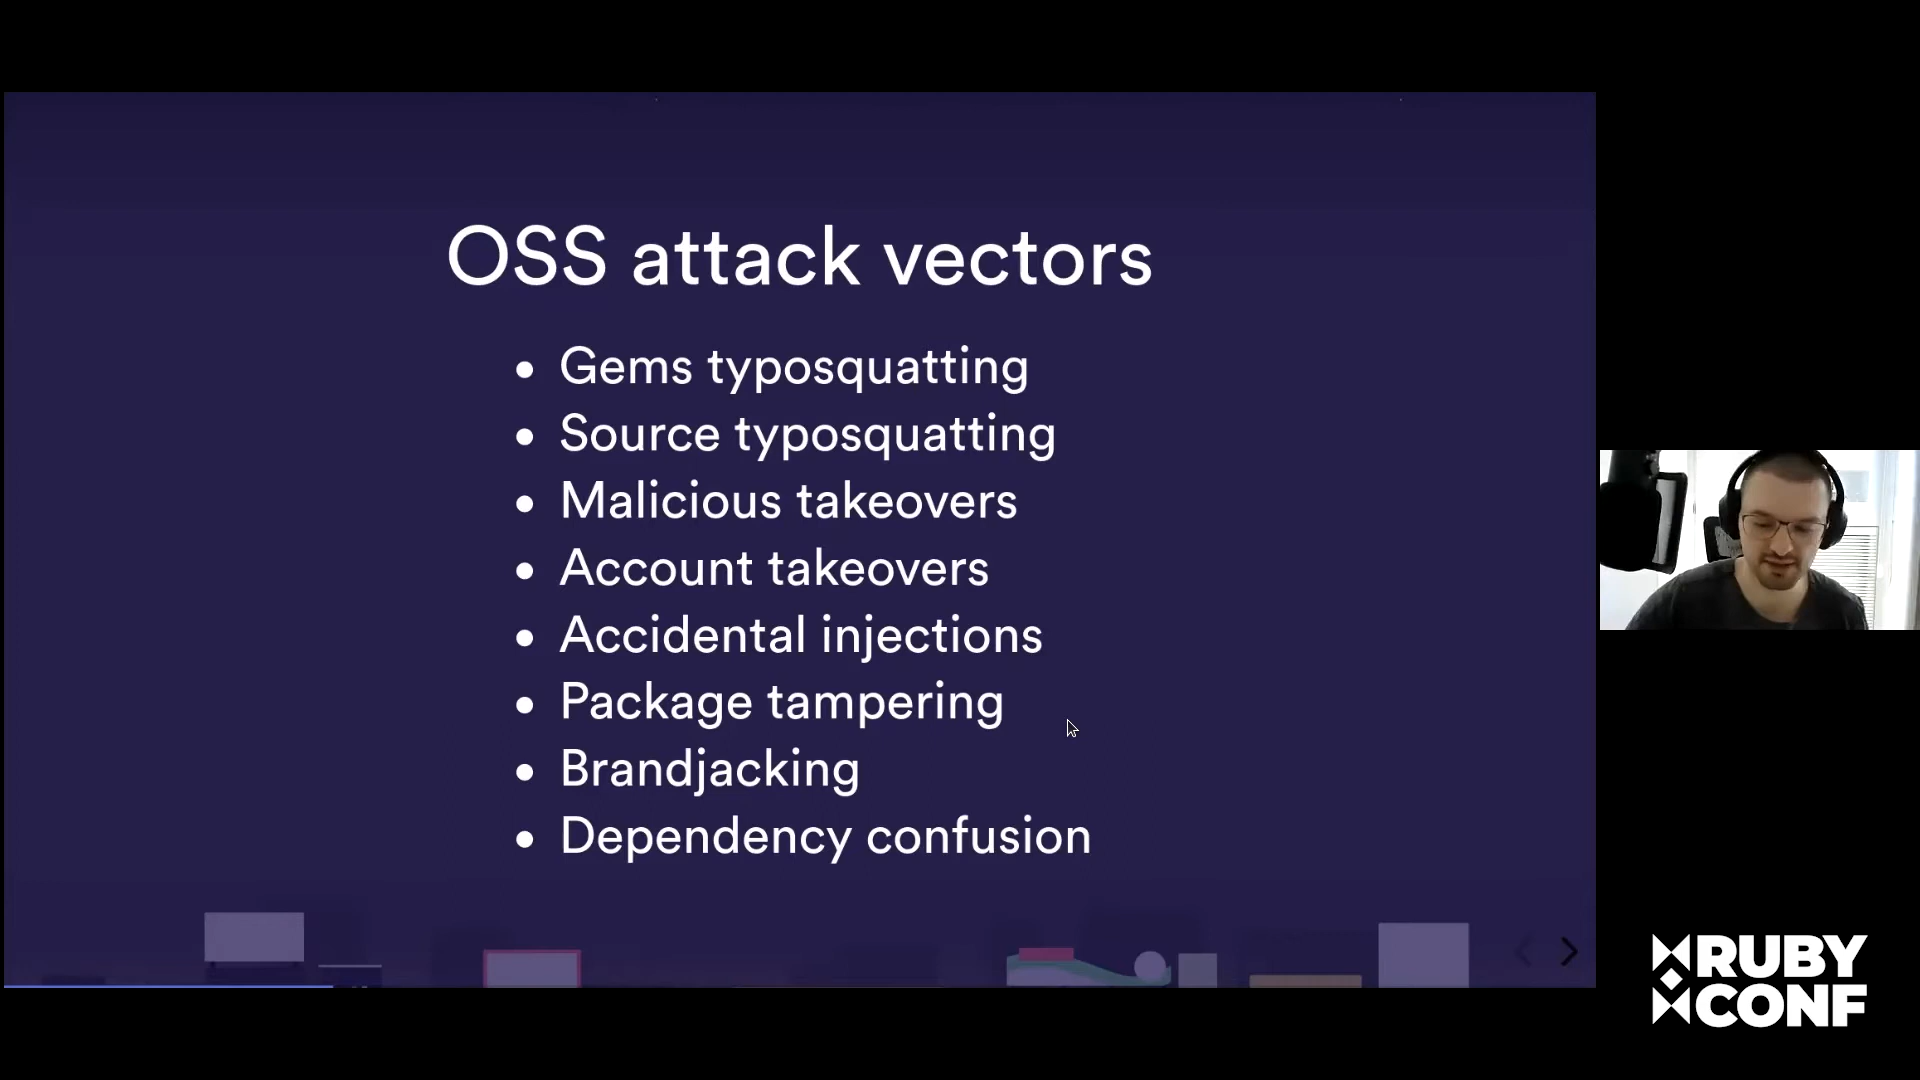 OSS attack vectors
Gems typosquatting
Source typosquatting
Malicious takeovers
Account takeovers
Accidental injections
Package tampering
Brandjacking
Dependency confusion
RUBY
CONF